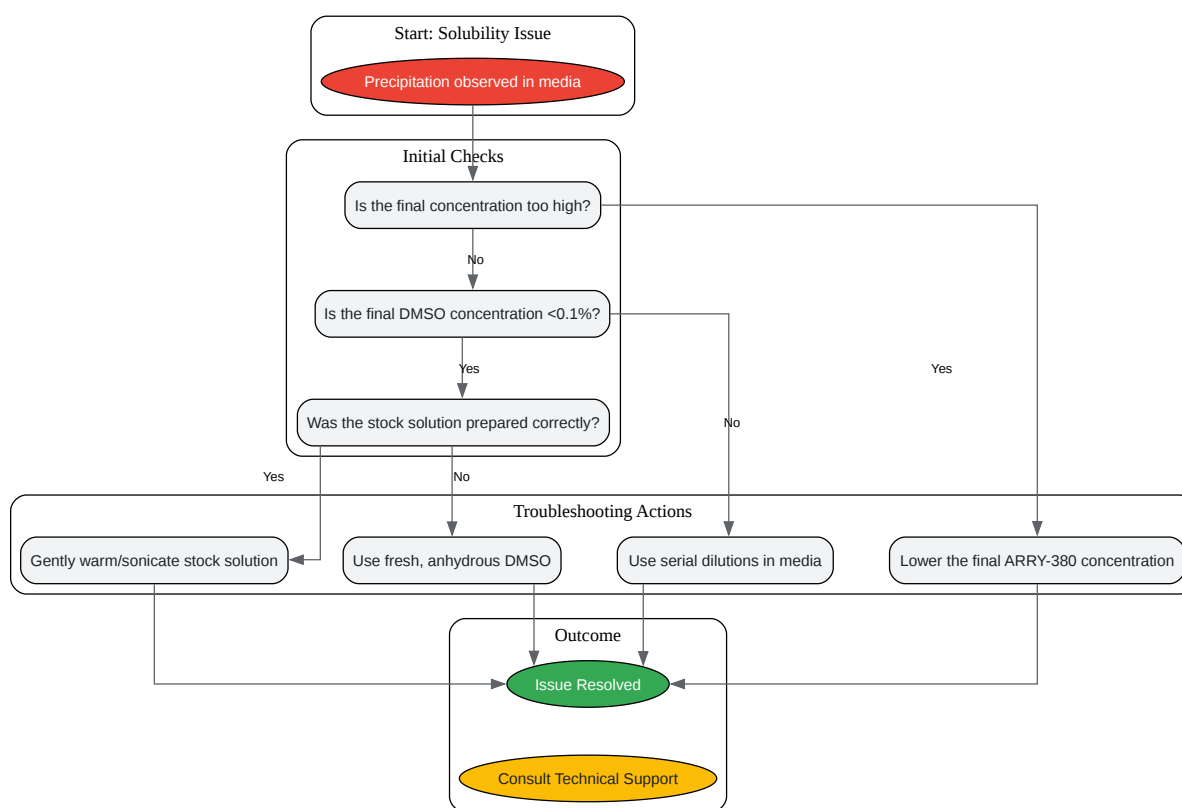 Start: Solubility Issue
Precipitation observed in media
Initial Checks
Is the final concentration too high?
No
Is the final DMSO concentration <0.1%?
Yes
Yes
Was the stock solution prepared correctly?
No
Yes
No
Troubleshooting Actions
Gently warm/sonicate stock solution
Use fresh, anhydrous DMSO
Use serial dilutions in media
Lower the final ARRY-380 concentration
Outcome
Issue Resolved
Consult Technical Support